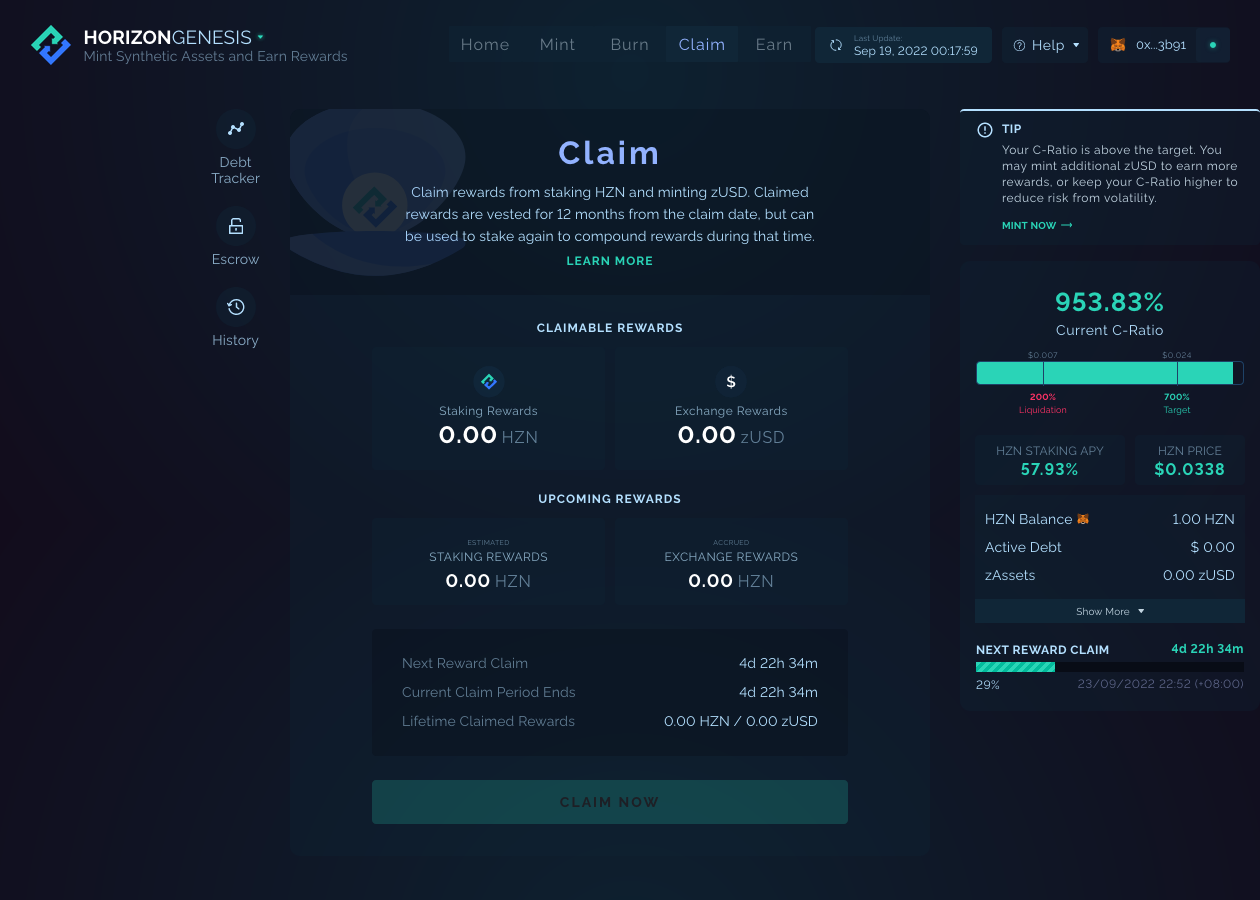 HORIZONGENESIS
Mint Synthetic Assets and Earn Rewards
Home
Mint
Burn
Claim
Earn
Last Update:
Sep 19, 2022 00:17:59
Help
0x...3b91
Debt
Tracker
Escrow
History
Claim
Claim rewards from staking HZN and minting zUSD. Claimed
rewards are vested for 12 months from the claim date, but can
be used to stake again to compound rewards during that time.
LEARN MORE
CLAIMABLE REWARDS
Staking Rewards
0.00 HZN
$
Exchange Rewards
0.00 zUSD
UPCOMING REWARDS
ESTIMATED
STAKING REWARDS
0.00 HZN
ACCRUED
EXCHANGE REWARDS
0.00 HZN
Next Reward Claim 4d 22h 34m
Current Claim Period Ends 4d 22h 34m
Lifetime Claimed Rewards 0.00 HZN / 0.00 zUSD
CLAIM NOW
TIP
Your C-Ratio is above the target. You
may mint additional zUSD to earn more
rewards, or keep your C-Ratio higher to
reduce risk from volatility.
MINT NOW →
953.83%
Current C-Ratio
$0.007 $0.024
200% 700%
Liquidation Target
HZN STAKING APY
57.93%
HZN PRICE
$0.0338
HZN Balance 1.00 HZN
Active Debt $ 0.00
zAssets 0.00 zUSD
Show More
NEXT REWARD CLAIM 4d 22h 34m
29% 23/09/2022 22:52 (+08:00)